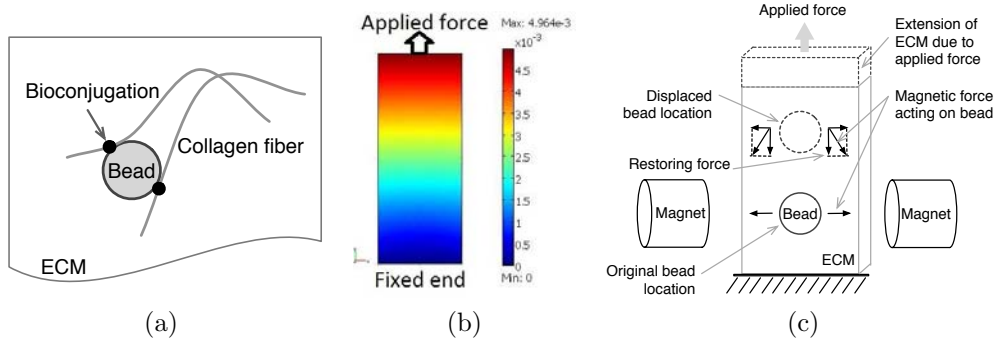 Bioconjugation
Bead
Collagen fiber
ECM
(a)
Applied force
Max: 4.964e-3
×10⁻³
4.5
4
3.5
3
2.5
2
1.5
1
0.5
0
Min: 0
Fixed end
(b)
Applied force
Extension of
ECM due to
applied force
Displaced
bead location
Magnetic force
acting on bead
Restoring force
Magnet
Bead
Magnet
Original bead
location
ECM
(c)